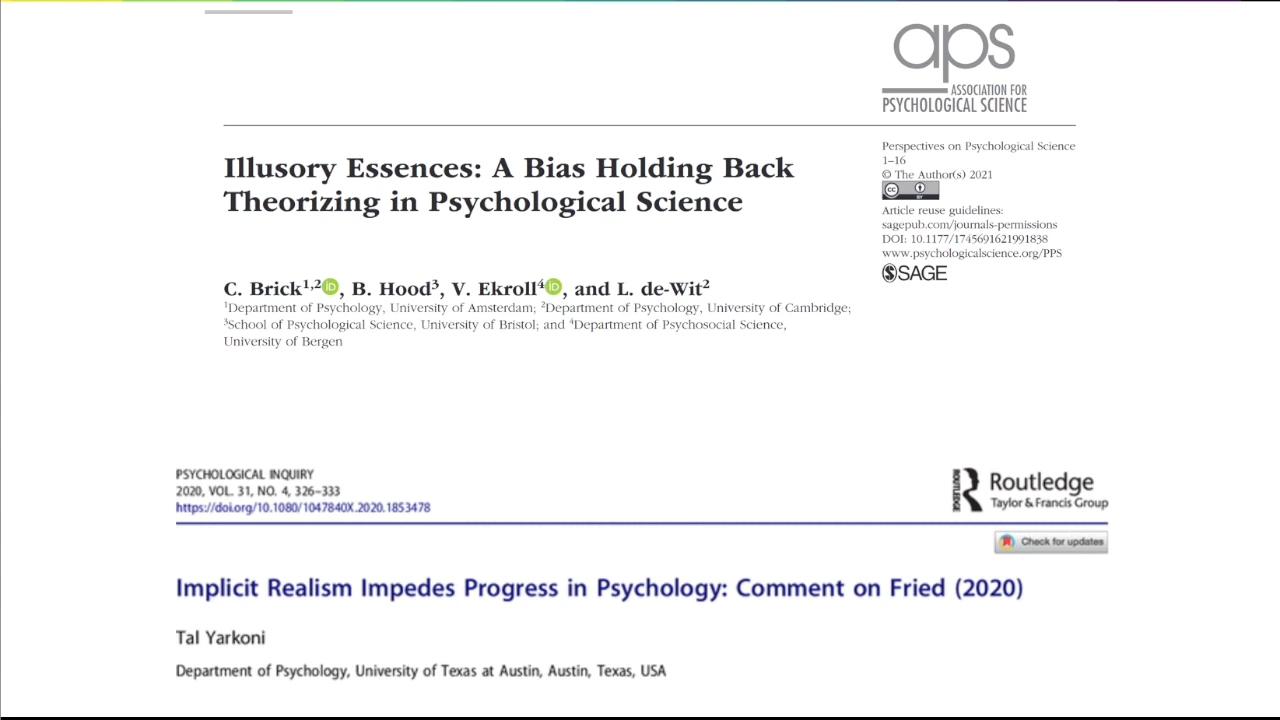 aps
ASSOCIATION FOR
PSYCHOLOGICAL SCIENCE
Illusory Essences: A Bias Holding Back
Theorizing in Psychological Science
Perspectives on Psychological Science
1–16
© The Author(s) 2021
cc BY
Article reuse guidelines:
sagepub.com/journals-permissions
DOI: 10.1177/1745691621991838
www.psychologicalscience.org/PPS
SAGE
C. Brick1,2 iD, B. Hood3, V. Ekroll4 iD, and L. de-Wit2
1Department of Psychology, University of Amsterdam; 2Department of Psychology, University of Cambridge;
3School of Psychological Science, University of Bristol; and 4Department of Psychosocial Science,
University of Bergen
PSYCHOLOGICAL INQUIRY
2020, VOL. 31, NO. 4, 326–333
https://doi.org/10.1080/1047840X.2020.1853478
ROUTLEDGE
Routledge
Taylor & Francis Group
Check for updates
Implicit Realism Impedes Progress in Psychology: Comment on Fried (2020)
Tal Yarkoni
Department of Psychology, University of Texas at Austin, Austin, Texas, USA